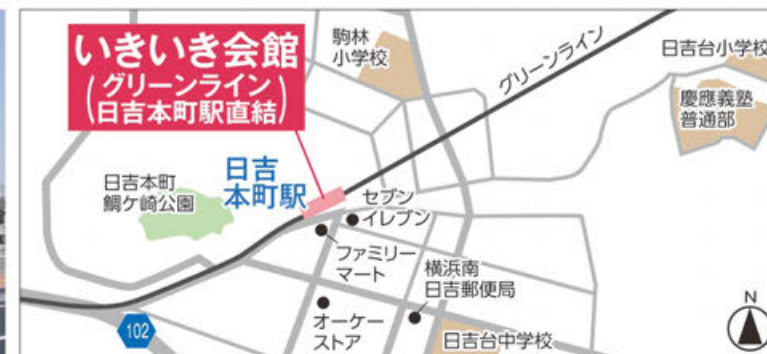 いきいき会館
(グリーンライン
日吉本町駅直結)
駒林
小学校
グリーンライン
日吉台小学校
慶應義塾
普通部
日吉本町
鯛ケ崎公園
日吉
本町駅
セブン
イレブン
ファミリー
マート
横浜南
日吉郵便局
オーケー
ストア
日吉台中学校
102
N